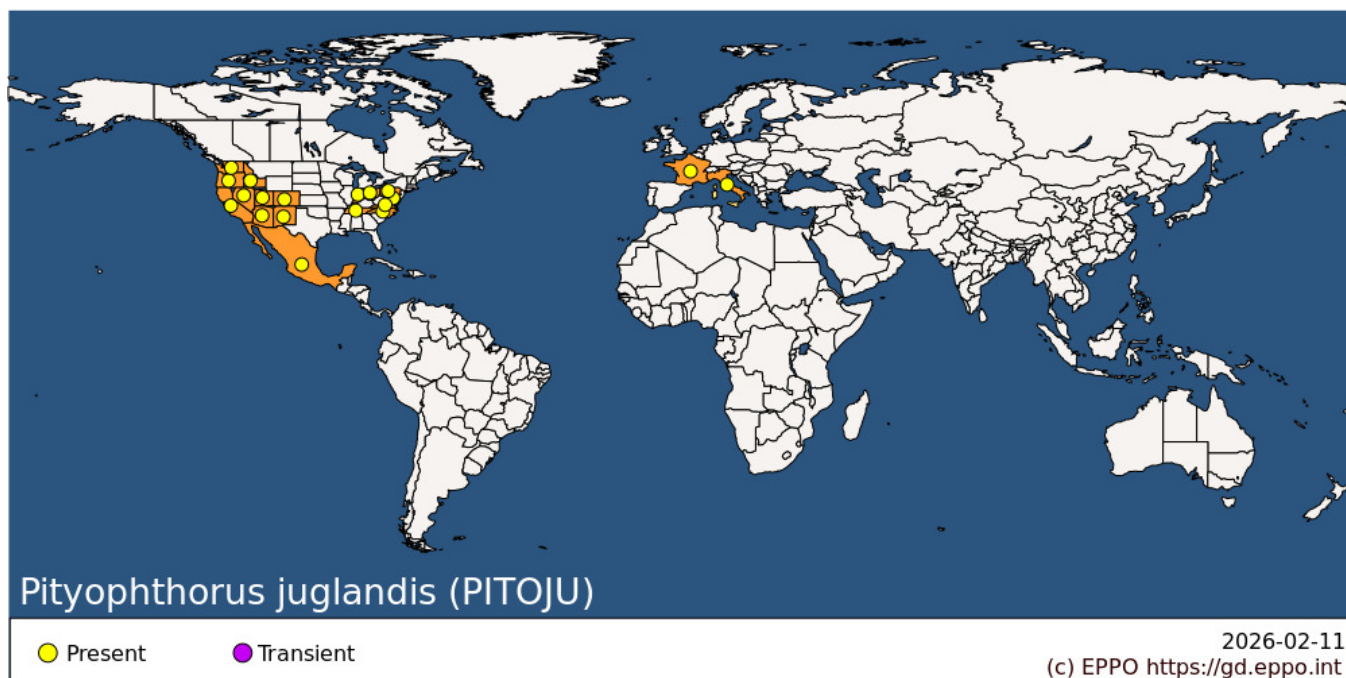 Pityophthorus juglandis (PITOJU)
Present
Transient
2026-02-11
(c) EPPO https://gd.eppo.int